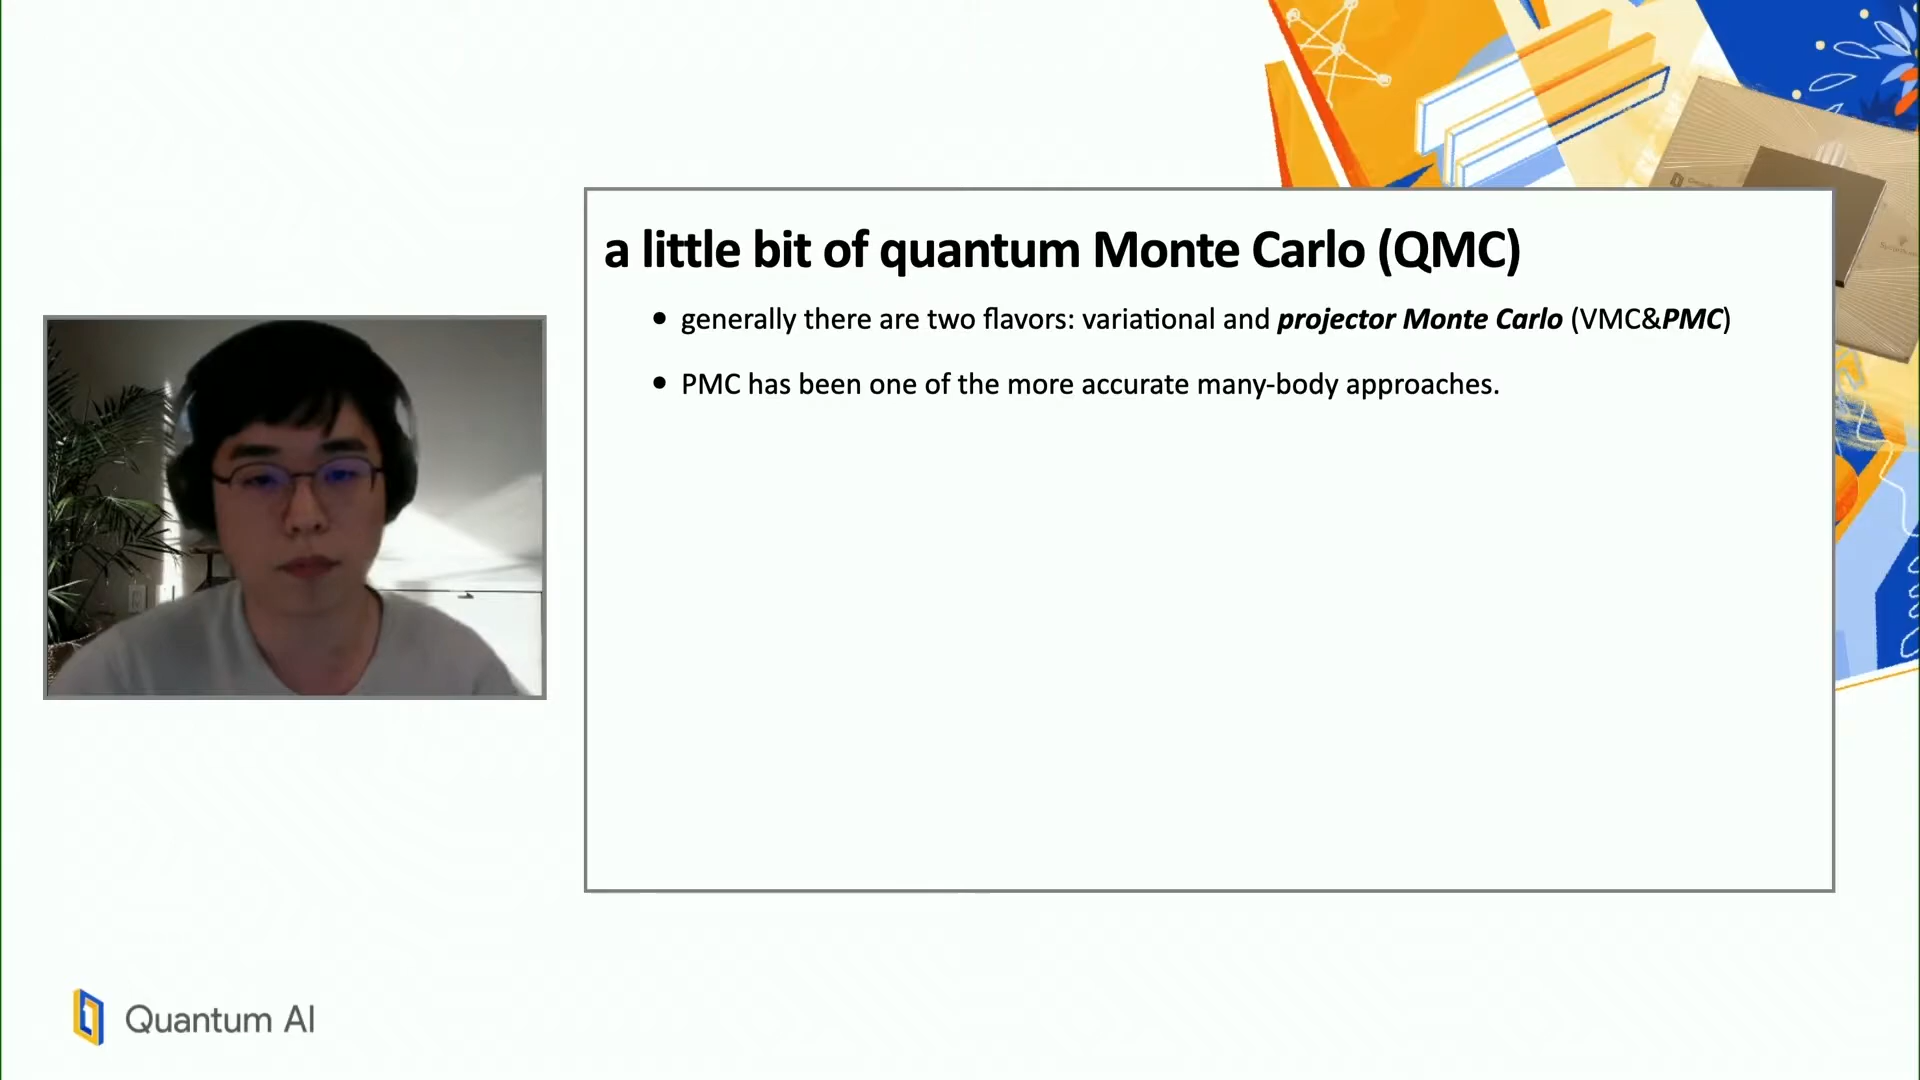 a little bit of quantum Monte Carlo (QMC)
• generally there are two flavors: variational and projector Monte Carlo (VMC&PMC)
• PMC has been one of the more accurate many-body approaches.
Quantum AI